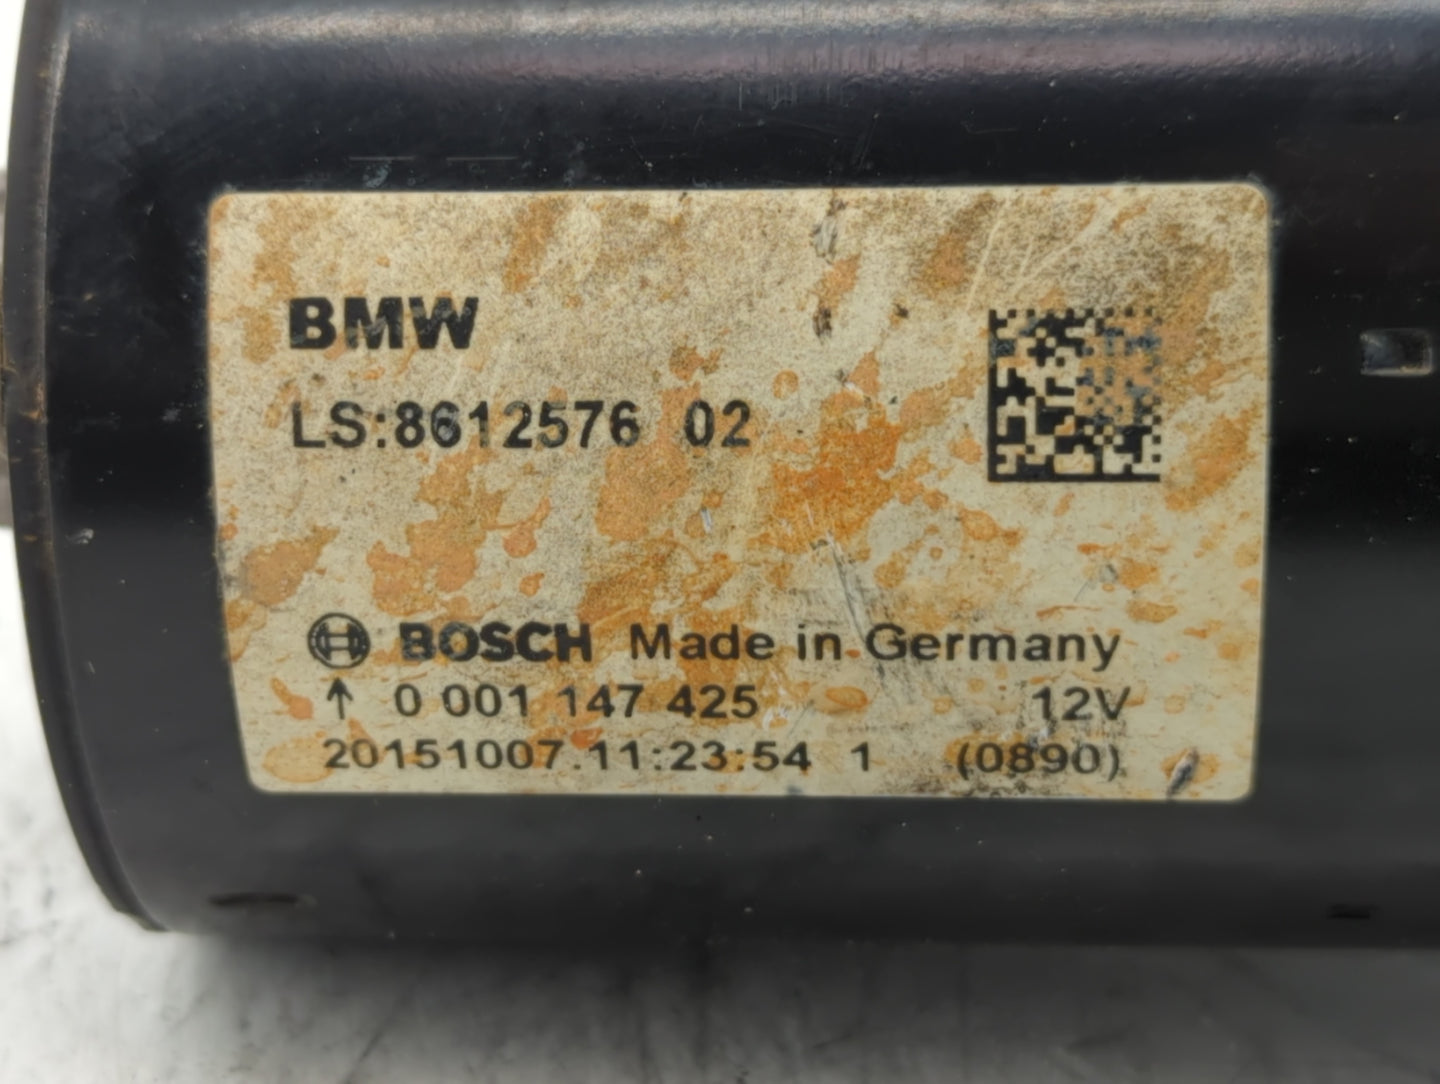 BMW
LS:8612576 02
BOSCH Made in Germany
↑ 0 001 147 425 12V
20151007.11:23:54 1 (0890)